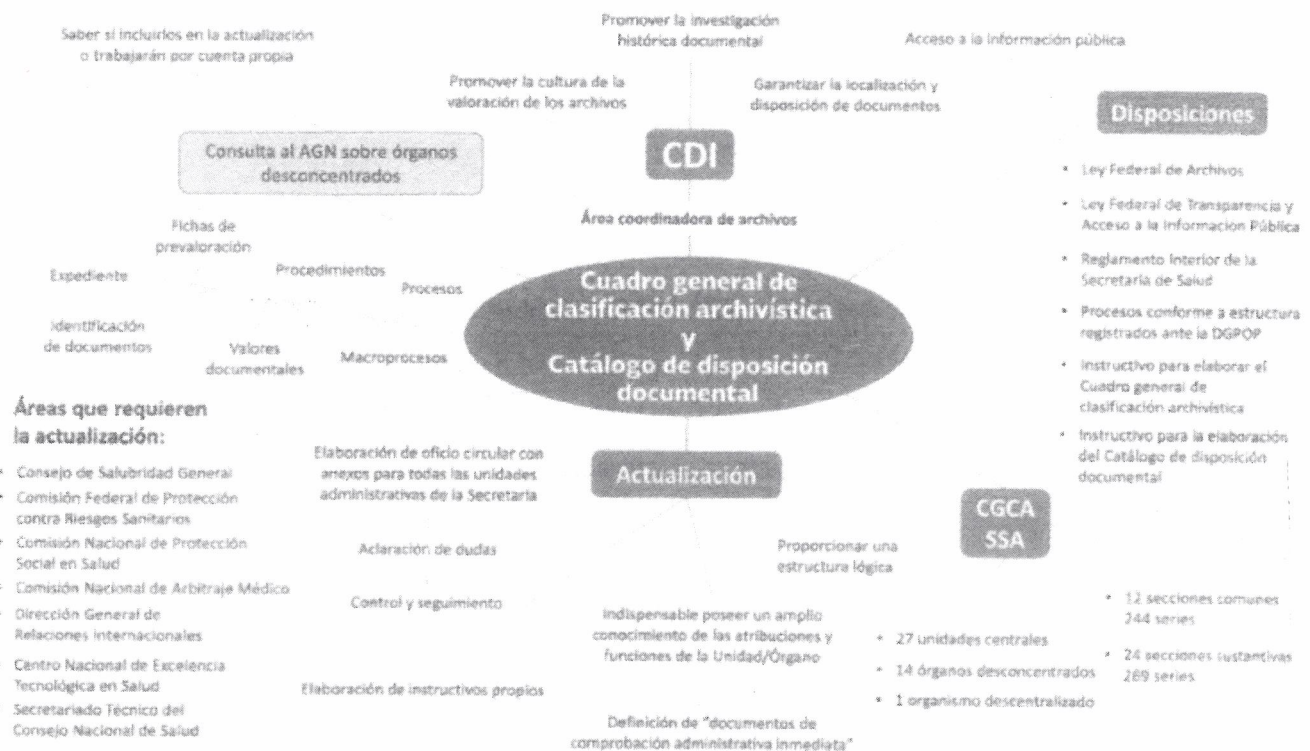 Saber si incluirlos en la actualización
o trabajarán por cuenta propia
Promover la investigación
histórica documental
Acceso a la información pública
Promover la cultura de la
valoración de los archivos
Garantizar la localización y
disposición de documentos
Consulta al AGN sobre órganos
desconcentrados
CDI
Área coordinadora de archivos
Disposiciones
• Ley Federal de Archivos
• Ley Federal de Transparencia y
Acceso a la Información Pública
• Reglamento Interior de la
Secretaría de Salud
• Procesos conforme a estructura
registrados ante la DGPOP
• Instructivo para elaborar el
Cuadro general de
clasificación archivística
• Instructivo para la elaboración
del Catálogo de disposición
documental
Fichas de
prevaloración
Expediente
Procedimientos
Procesos
Identificación
de documentos
Valores
documentales
Macroprocesos
Cuadro general de
clasificación archivística
y
Catálogo de disposición
documental
Áreas que requieren
la actualización:
• Consejo de Salubridad General
• Comisión Federal de Protección
contra Riesgos Sanitarios
• Comisión Nacional de Protección
Social en Salud
• Comisión Nacional de Arbitraje Médico
• Dirección General de
Relaciones Internacionales
• Centro Nacional de Excelencia
Tecnológica en Salud
• Secretariado Técnico del
Consejo Nacional de Salud
Elaboración de oficio circular con
anexos para todas las unidades
administrativas de la Secretaría
Aclaración de dudas
Control y seguimiento
Elaboración de instructivos propios
Actualización
Proporcionar una
estructura lógica
Indispensable poseer un amplio
conocimiento de las atribuciones y
funciones de la Unidad/Órgano
Definición de "documentos de
comprobación administrativa inmediata"
CGCA
SSA
• 27 unidades centrales
• 14 órganos desconcentrados
• 1 organismo descentralizado
• 12 secciones comunes
244 series
• 24 secciones sustantivas
269 series